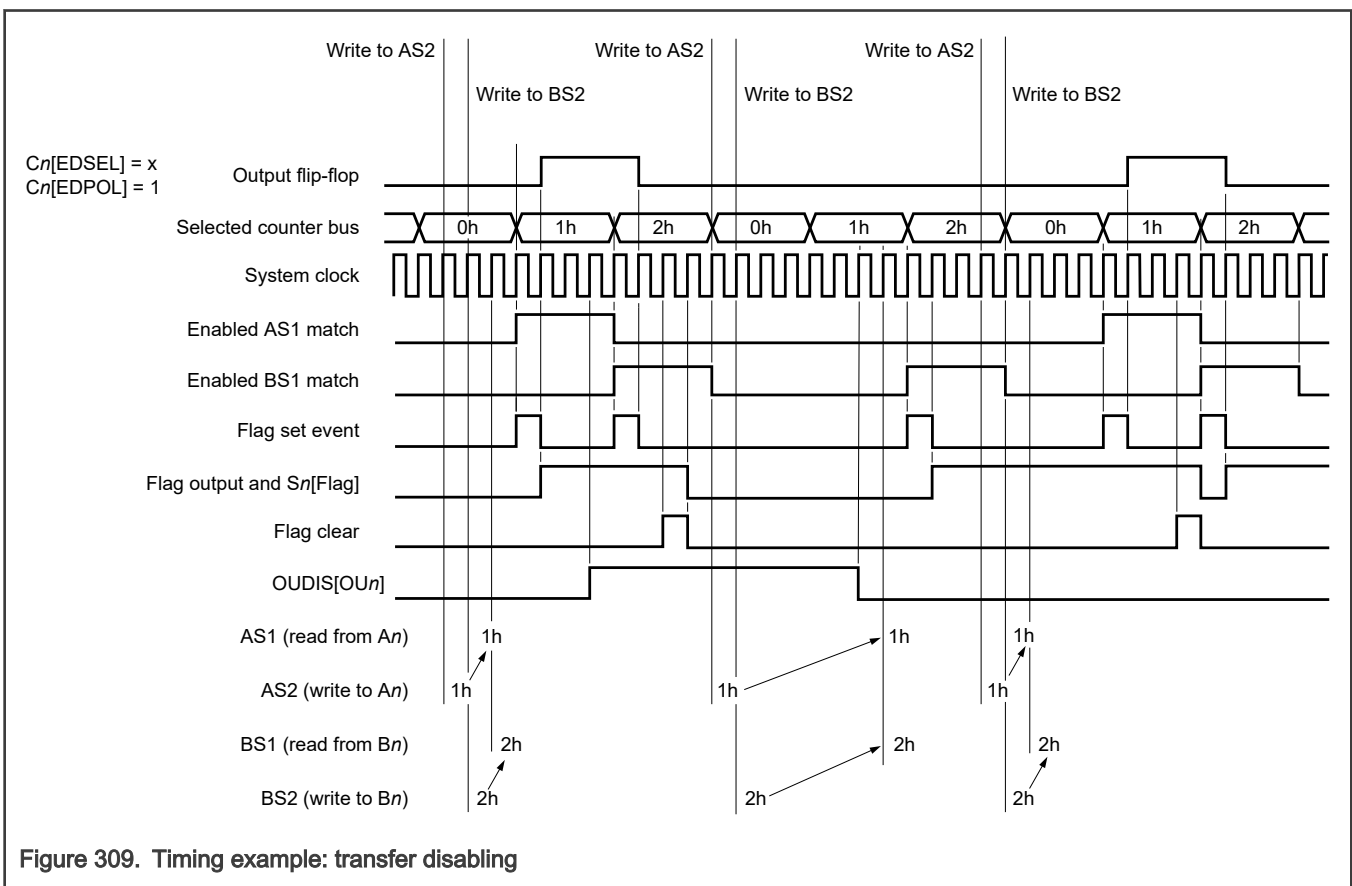 Write to AS2 Write to AS2 Write to AS2
Write to BS2 Write to BS2 Write to BS2
Cn[EDSEL] = x
Cn[EDPOL] = 1
Output flip-flop
Selected counter bus 0h 1h 2h 0h 1h 2h 0h 1h 2h
System clock
Enabled AS1 match
Enabled BS1 match
Flag set event
Flag output and Sn[Flag]
Flag clear
OUDIS[OUn]
AS1 (read from An) 1h 1h 1h
AS2 (write to An) 1h 1h 1h
BS1 (read from Bn) 2h 2h 2h
BS2 (write to Bn) 2h 2h 2h
Figure 309. Timing example: transfer disabling